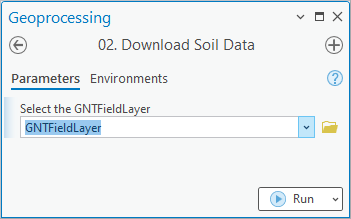 Geoprocessing
02. Download Soil Data
Parameters Environments
Select the GNTFieldLayer
GNTFieldLayer
Run